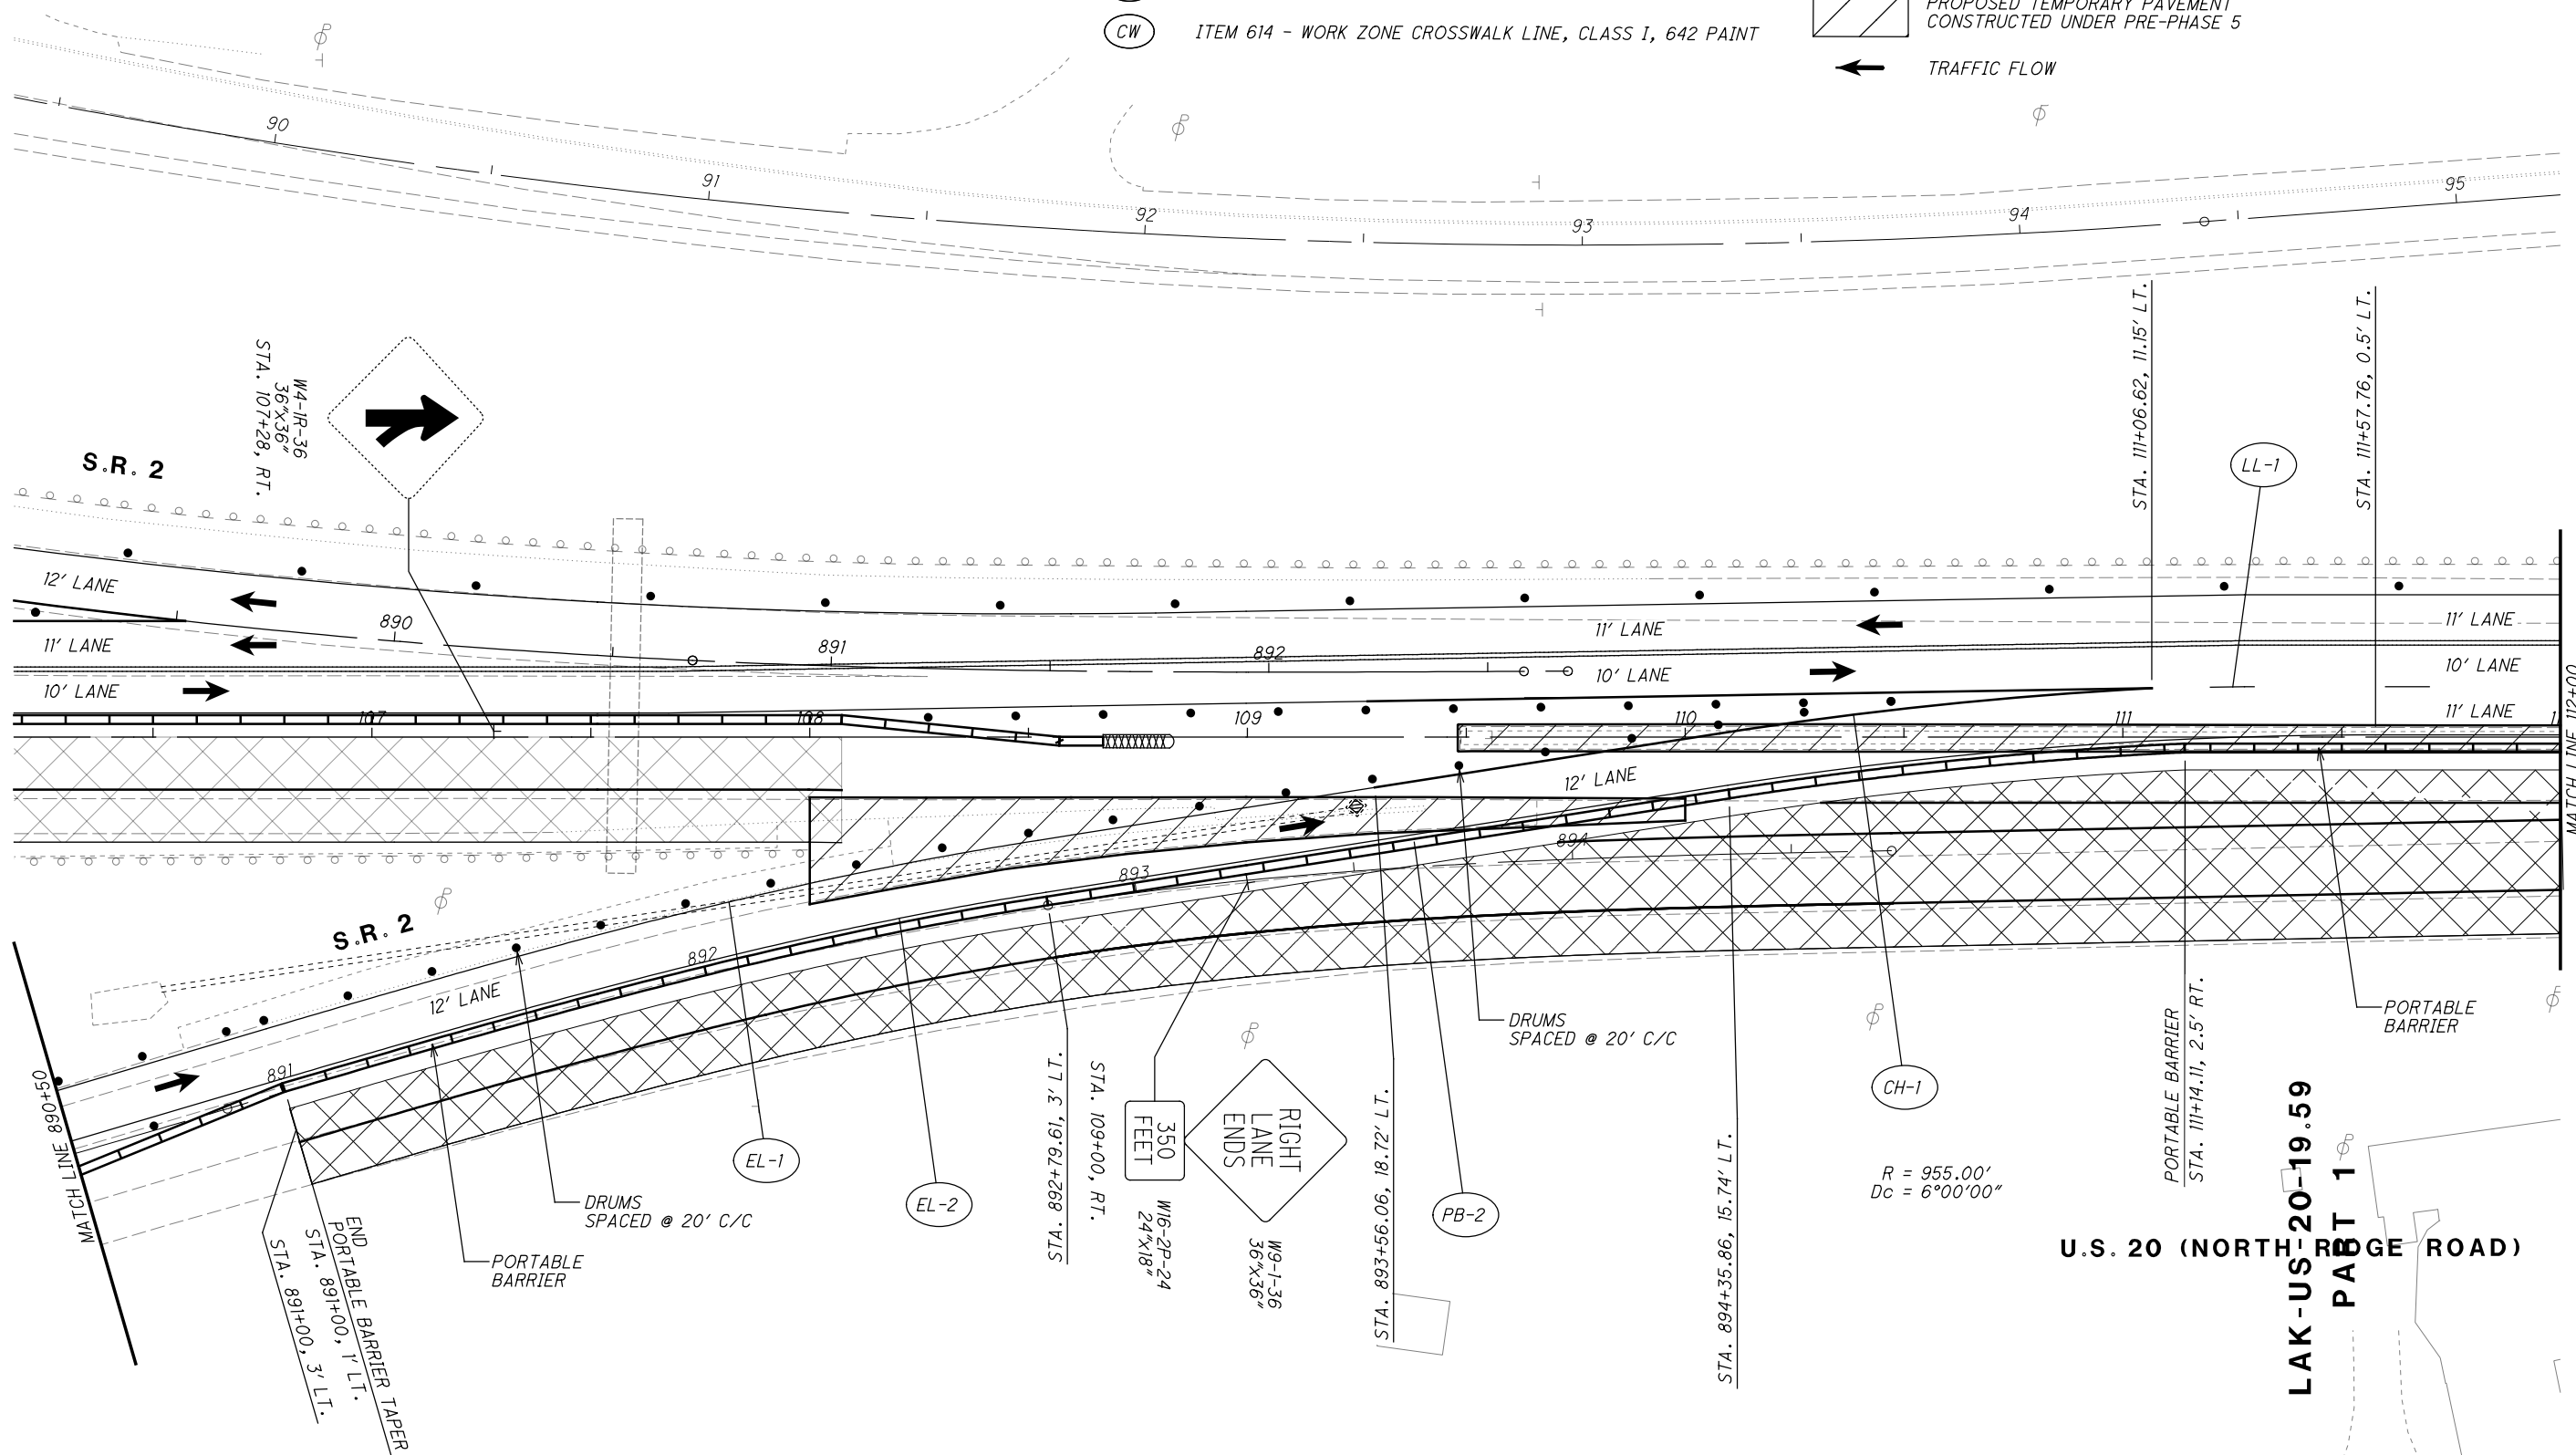 PROPOSED TEMPORARY PAVEMENT
CONSTRUCTED UNDER PRE-PHASE 5
CW
ITEM 614 - WORK ZONE CROSSWALK LINE, CLASS I, 642 PAINT
TRAFFIC FLOW
90
91
92
93
94
95
W4-1R-36
36"x36"
STA. 107+28, RT.
STA. 111+06.62, 11.15' LT.
STA. 111+57.76, 0.5' LT.
LL-1
S.R. 2
12' LANE
11' LANE
10' LANE
890
891
892
11' LANE
10' LANE
11' LANE
10' LANE
11' LANE
107
108
109
110
111
MATCH LINE 112+00
12' LANE
894
893
892
891
S.R. 2
12' LANE
MATCH LINE 890+50
DRUMS
SPACED @ 20' C/C
PORTABLE
BARRIER
EL-1
EL-2
END
PORTABLE BARRIER TAPER
STA. 891+00, 1' LT.
STA. 891+00, 3' LT.
STA. 892+79.61, 3' LT.
STA. 109+00, RT.
350
FEET
RIGHT
LANE
ENDS
W16-2P-24
24"x18"
W9-1-36
36"x36"
STA. 893+56.06, 18.72' LT.
PB-2
DRUMS
SPACED @ 20' C/C
STA. 894+35.86, 15.74' LT.
CH-1
R = 955.00'
Dc = 6°00'00"
PORTABLE BARRIER
STA. 111+14.11, 2.5' RT.
PORTABLE
BARRIER
U.S. 20 (NORTH RIDGE ROAD)
LAK-US-20-19.59
PART 1